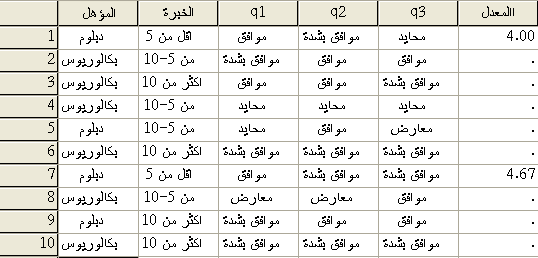 المؤهل الخبرة q1 q2 q3 االمعدل
1 دبلوم اقل من 5 موافق موافق بشدة محايد 4.00
2 بكالوريوس من 5-10 موافق بشدة موافق موافق .
3 بكالوريوس اكثر من 10 موافق موافق موافق بشدة .
4 بكالوريوس من 5-10 محايد محايد محايد .
5 دبلوم من 5-10 محايد موافق معارض .
6 بكالوريوس اكثر من 10 موافق بشدة موافق بشدة موافق بشدة .
7 دبلوم اقل من 5 موافق موافق بشدة موافق بشدة 4.67
8 بكالوريوس من 5-10 معارض معارض موافق .
9 دبلوم اكثر من 10 موافق بشدة موافق موافق .
10 بكالوريوس اكثر من 10 موافق بشدة موافق بشدة موافق بشدة .